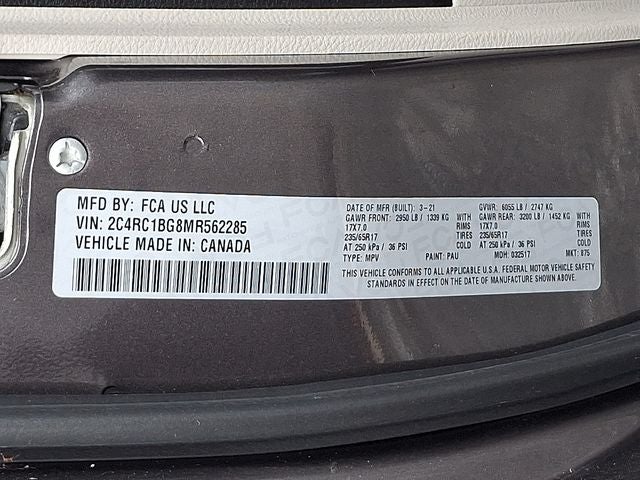 MFD BY: FCA US LLC
VIN: 2C4RC1BG8MR562285
VEHICLE MADE IN: CANADA
DATE OF MFR (BUILT): 3-21 GVWR: 6055 LB / 2747 KG
GAWR FRONT: 2950 LB / 1339 KG GAWR REAR: 3200 LB / 1452 KG
17X7.0 RIMS 17X7.0 RIMS
235/65R17 TIRES 235/65R17 TIRES
AT 250 kPa / 36 PSI COLD AT 250 kPa / 36 PSI COLD
TYPE: MPV PAINT: PAU MDH: 032517 MKT: 875
THIS VEHICLE CONFORMS TO ALL APPLICABLE U.S.A. FEDERAL MOTOR VEHICLE SAFETY
STANDARDS IN EFFECT ON THE DATE OF MANUFACTURE SHOWN ABOVE.